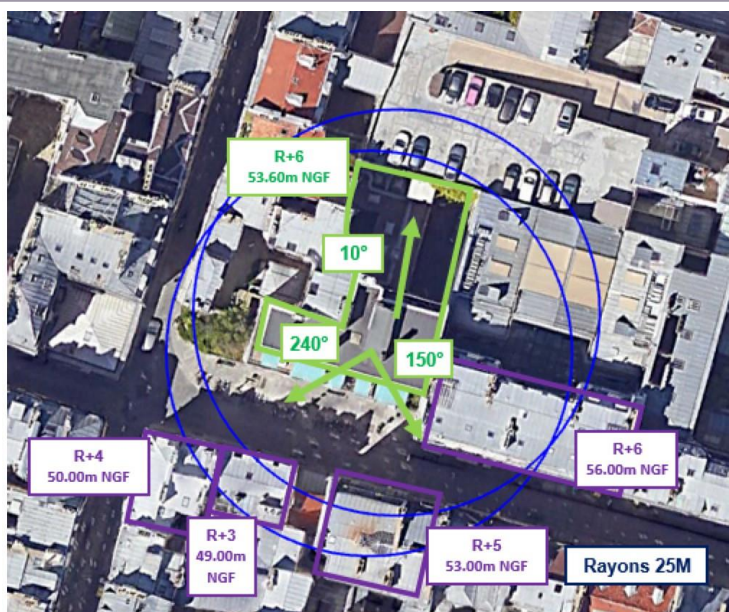 R+6
53.60m NGF
10°
240°
150°
R+4
50.00m NGF
R+6
56.00m NGF
R+3
49.00m
NGF
R+5
53.00m NGF
Rayons 25M